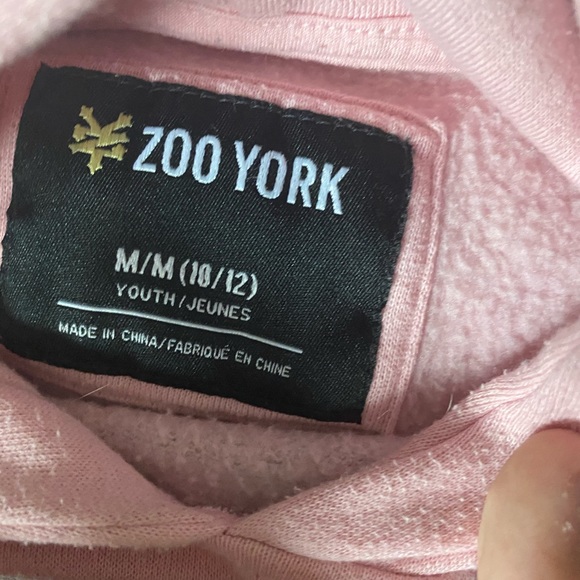 ZOO YORK
M/M (10/12)
YOUTH/JEUNES
MADE IN CHINA/FABRIQUÉ EN CHINE